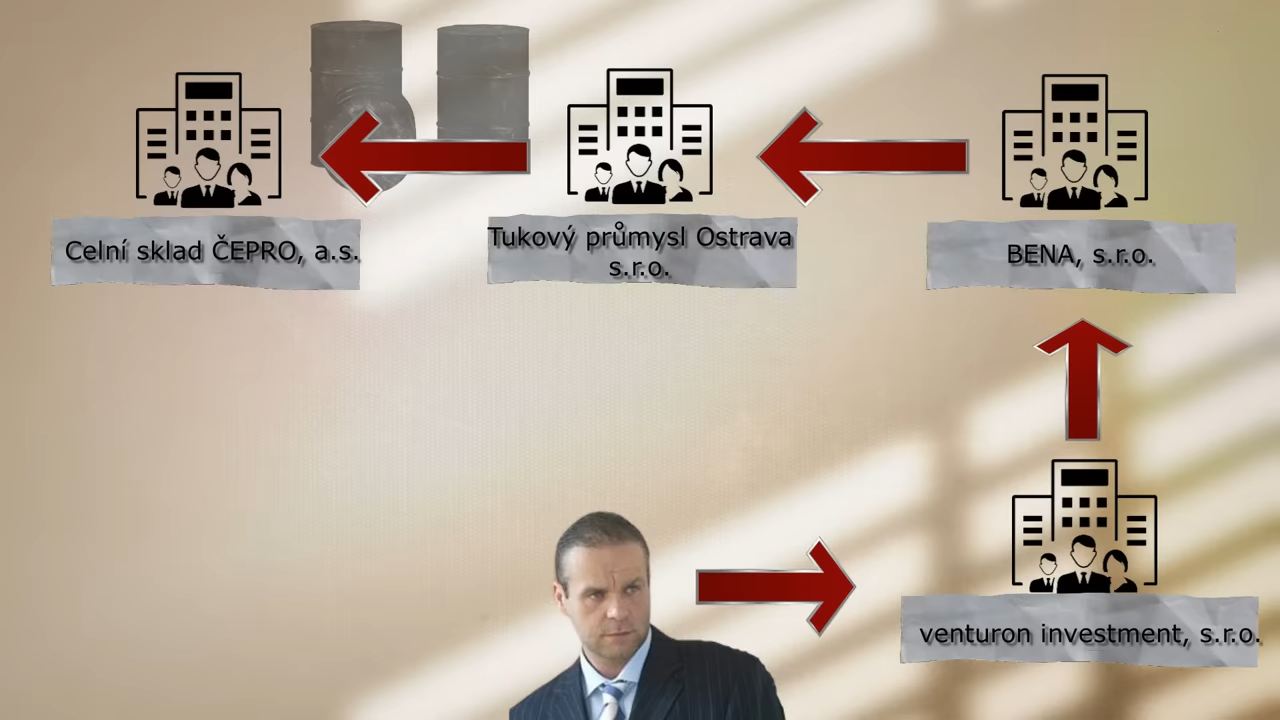 Celní sklad ČEPRO, a.s.
Tukový průmysl Ostrava
s.r.o.
BENA, s.r.o.
venturon investment, s.r.o.